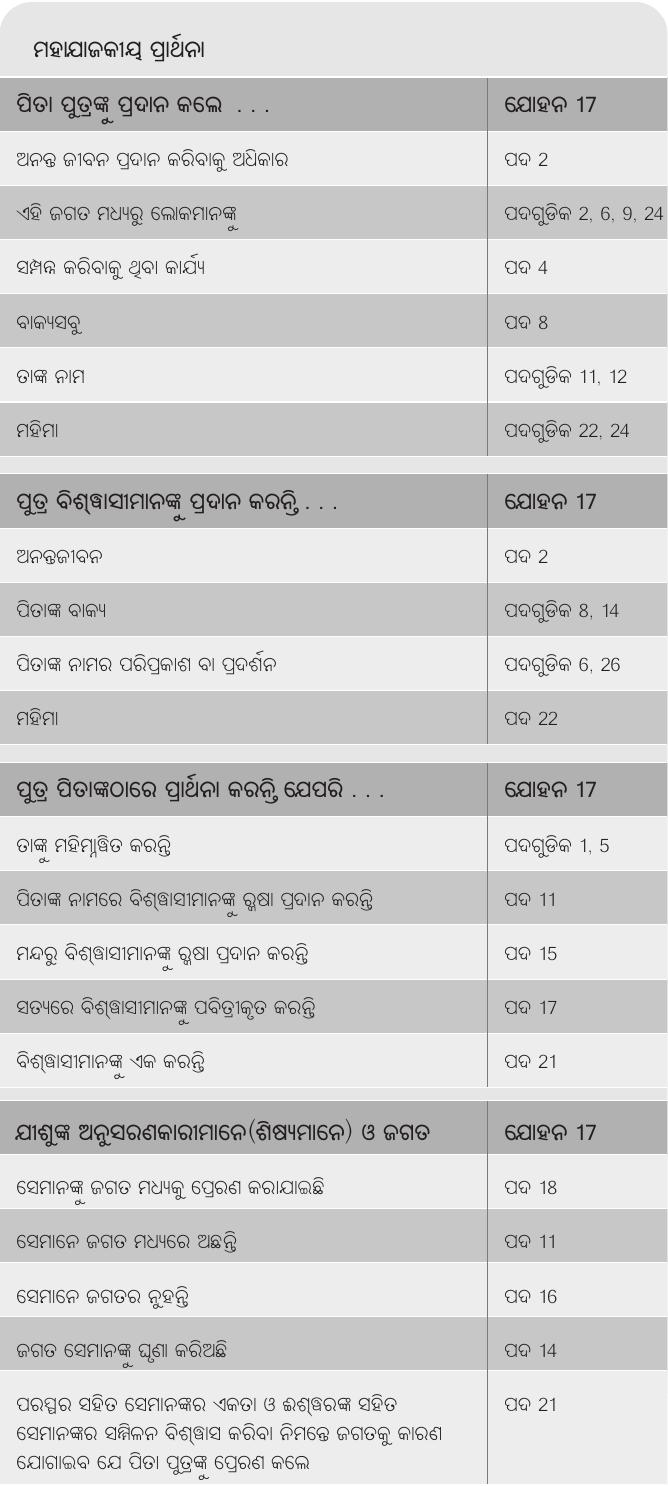 ମହାଯାଜକୀୟ ପ୍ରାର୍ଥନା
ପିତା ପୁତ୍ରଙ୍କୁ ପ୍ରଦାନ କଲେ . . . ଯୋହନ 17
ଅନନ୍ତ ଜୀବନ ପ୍ରଦାନ କରିବାକୁ ଅଧିକାର ପଦ 2
ଏହି ଜଗତ ମଧ୍ୟରୁ ଲୋକମାନଙ୍କୁ ପଦଗୁଡିକ 2, 6, 9, 24
ସମ୍ପନ୍ନ କରିବାକୁ ଥିବା କାର୍ଯ୍ୟ ପଦ 4
ବାକ୍ୟସବୁ ପଦ 8
ତାଙ୍କ ନାମ ପଦଗୁଡିକ 11, 12
ମହିମା ପଦଗୁଡିକ 22, 24
ପୁତ୍ର ବିଶ୍ୱାସୀମାନଙ୍କୁ ପ୍ରଦାନ କରନ୍ତି . . . ଯୋହନ 17
ଅନନ୍ତଜୀବନ ପଦ 2
ପିତାଙ୍କ ବାକ୍ୟ ପଦଗୁଡିକ 8, 14
ପିତାଙ୍କ ନାମର ପରିପ୍ରକାଶ ବା ପ୍ରଦର୍ଶନ ପଦଗୁଡିକ 6, 26
ମହିମା ପଦ 22
ପୁତ୍ର ପିତାଙ୍କଠାରେ ପ୍ରାର୍ଥନା କରନ୍ତି ଯେପରି . . . ଯୋହନ 17
ତାଙ୍କୁ ମହିମାନ୍ୱିତ କରନ୍ତି ପଦଗୁଡିକ 1, 5
ପିତାଙ୍କ ନାମରେ ବିଶ୍ୱାସୀମାନଙ୍କୁ ସୁରକ୍ଷା ପ୍ରଦାନ କରନ୍ତି ପଦ 11
ମନ୍ଦରୁ ବିଶ୍ୱାସୀମାନଙ୍କୁ ସୁରକ୍ଷା ପ୍ରଦାନ କରନ୍ତି ପଦ 15
ସତ୍ୟରେ ବିଶ୍ୱାସୀମାନଙ୍କୁ ପବିତ୍ରୀକୃତ କରନ୍ତି ପଦ 17
ବିଶ୍ୱାସୀମାନଙ୍କୁ ଏକ କରନ୍ତି ପଦ 21
ଯୀଶୁଙ୍କ ଅନୁସରଣକାରୀମାନେ(ଶିଷ୍ୟମାନେ) ଓ ଜଗତ ଯୋହନ 17
ସେମାନଙ୍କୁ ଜଗତ ମଧ୍ୟକୁ ପ୍ରେରଣ କରାଯାଇଛି ପଦ 18
ସେମାନେ ଜଗତ ମଧ୍ୟରେ ଅଛନ୍ତି ପଦ 11
ସେମାନେ ଜଗତର ନୁହନ୍ତି ପଦ 16
ଜଗତ ସେମାନଙ୍କୁ ଘୃଣା କରିଅଛି ପଦ 14
ପରସ୍ପର ସହିତ ସେମାନଙ୍କର ଏକତା ଓ ଈଶ୍ୱରଙ୍କ ସହିତ ପଦ 21
ସେମାନଙ୍କର ସମ୍ମିଳନ ବିଶ୍ୱାସ କରିବା ନିମନ୍ତେ ଜଗତକୁ କାରଣ
ଯୋଗାଇବ ଯେ ପିତା ପୁତ୍ରଙ୍କୁ ପ୍ରେରଣ କଲେ